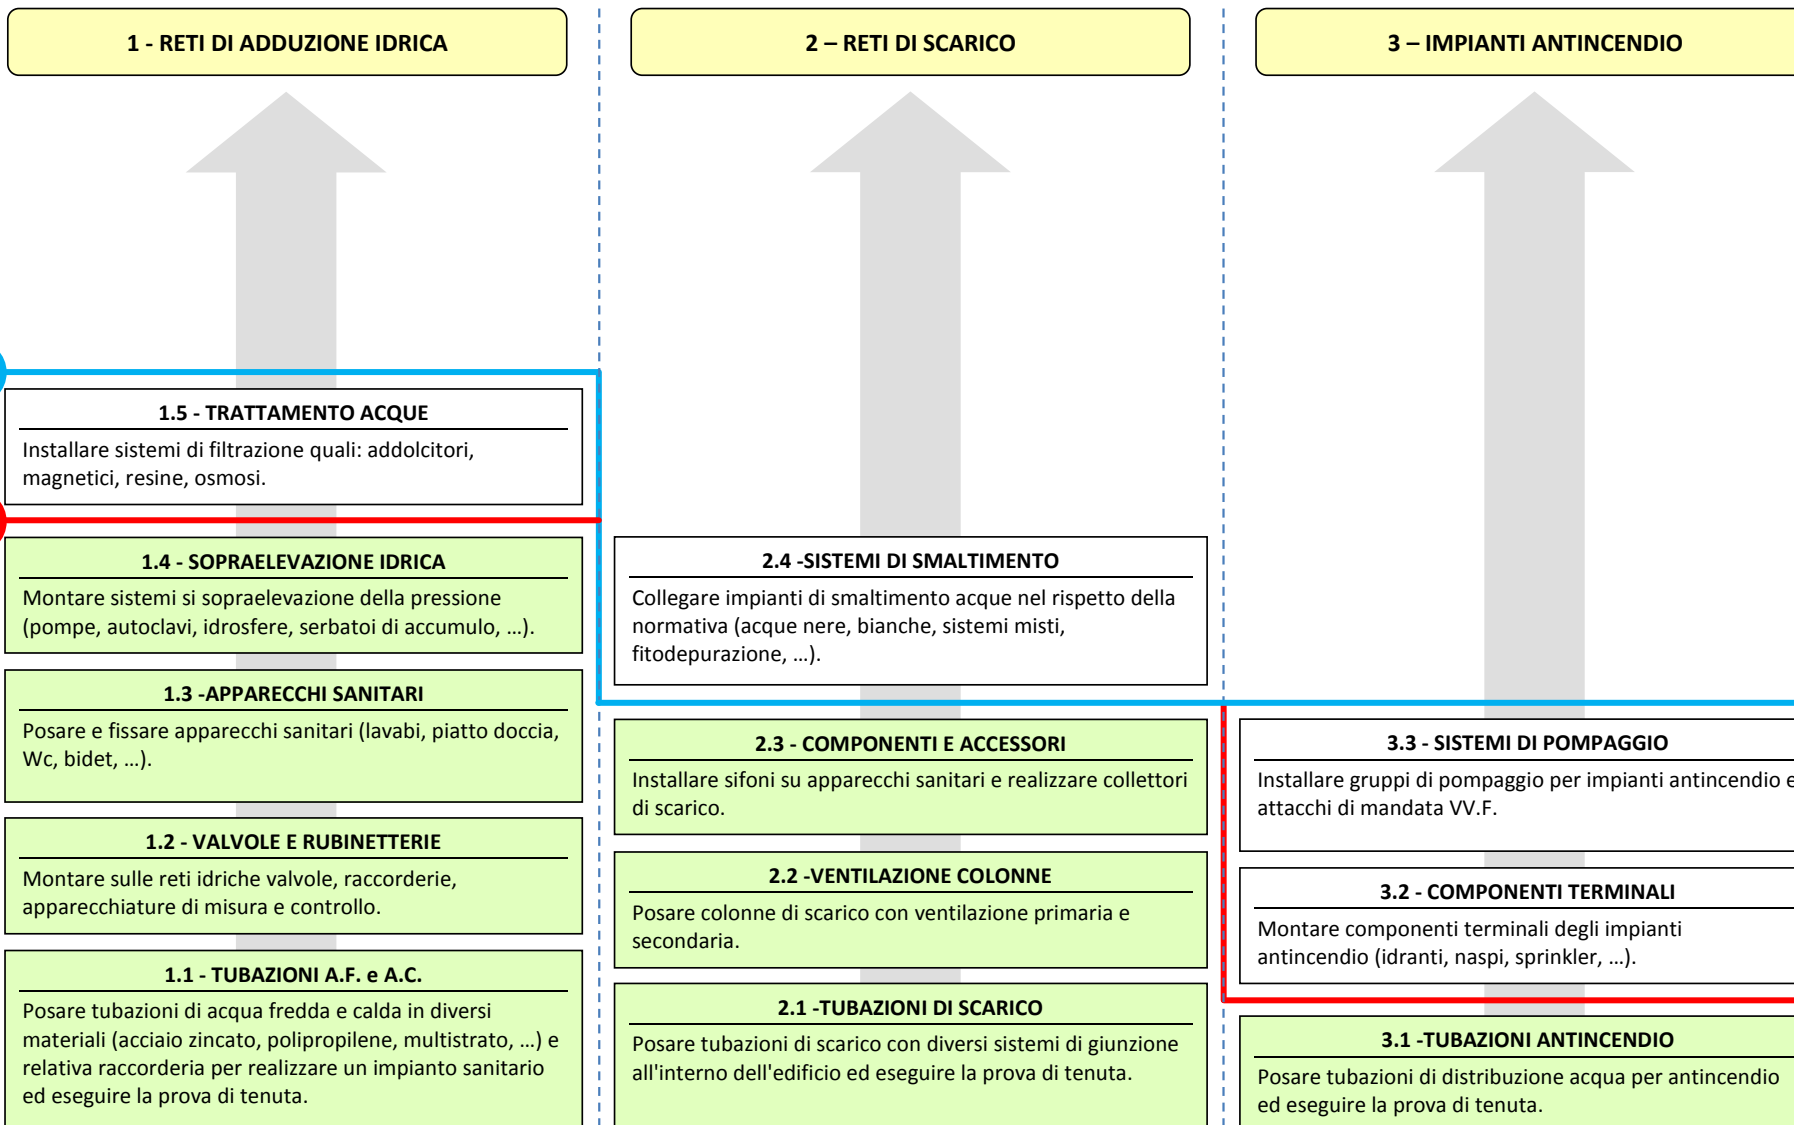 1 - RETI DI ADDUZIONE IDRICA
1.5 - TRATTAMENTO ACQUE
Installare sistemi di filtrazione quali: addolcitori,
magnetici, resine, osmosi.
1.4 - SOPRAELEVAZIONE IDRICA
Montare sistemi si sopraelevazione della pressione
(pompe, autoclavi, idrosfere, serbatoi di accumulo, ...).
1.3 -APPARECCHI SANITARI
Posare e fissare apparecchi sanitari (lavabi, piatto doccia,
Wc, bidet, ...).
1.2 - VALVOLE E RUBINETTERIE
Montare sulle reti idriche valvole, raccorderie,
apparecchiature di misura e controllo.
1.1 - TUBAZIONI A.F. e A.C.
Posare tubazioni di acqua fredda e calda in diversi
materiali (acciaio zincato, polipropilene, multistrato, ...) e
relativa raccorderia per realizzare un impianto sanitario
ed eseguire la prova di tenuta.
2 – RETI DI SCARICO
2.4 -SISTEMI DI SMALTIMENTO
Collegare impianti di smaltimento acque nel rispetto della
normativa (acque nere, bianche, sistemi misti,
fitodepurazione, ...).
2.3 - COMPONENTI E ACCESSORI
Installare sifoni su apparecchi sanitari e realizzare collettori
di scarico.
2.2 -VENTILAZIONE COLONNE
Posare colonne di scarico con ventilazione primaria e
secondaria.
2.1 -TUBAZIONI DI SCARICO
Posare tubazioni di scarico con diversi sistemi di giunzione
all'interno dell'edificio ed eseguire la prova di tenuta.
3 – IMPIANTI ANTINCENDIO
3.3 - SISTEMI DI POMPAGGIO
Installare gruppi di pompaggio per impianti antincendio e
attacchi di mandata VV.F.
3.2 - COMPONENTI TERMINALI
Montare componenti terminali degli impianti
antincendio (idranti, naspi, sprinkler, ...).
3.1 -TUBAZIONI ANTINCENDIO
Posare tubazioni di distribuzione acqua per antincendio
ed eseguire la prova di tenuta.